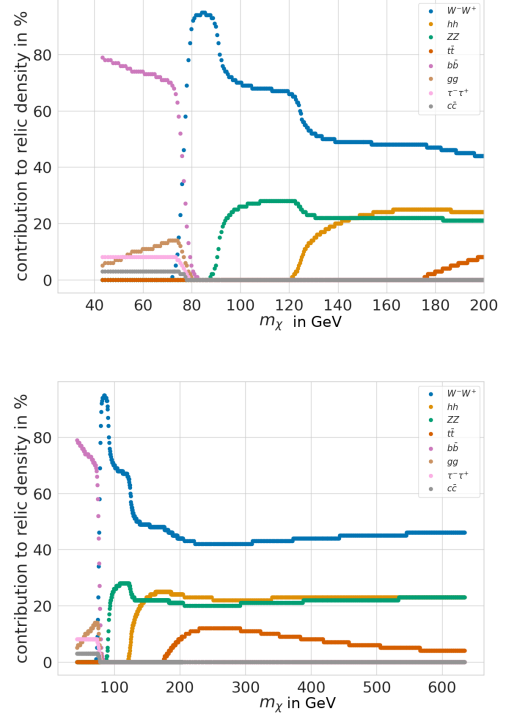 contribution to relic density in %
80
60
40
20
0
W⁻W⁺
hh
ZZ
tt̄
bb̄
gg
τ⁻τ⁺
cc̄
40 60 80 100 120 140 160 180 200
mχ in GeV
contribution to relic density in %
80
60
40
20
0
W⁻W⁺
hh
ZZ
tt̄
bb̄
gg
τ⁻τ⁺
cc̄
100 200 300 400 500 600
mχ in GeV